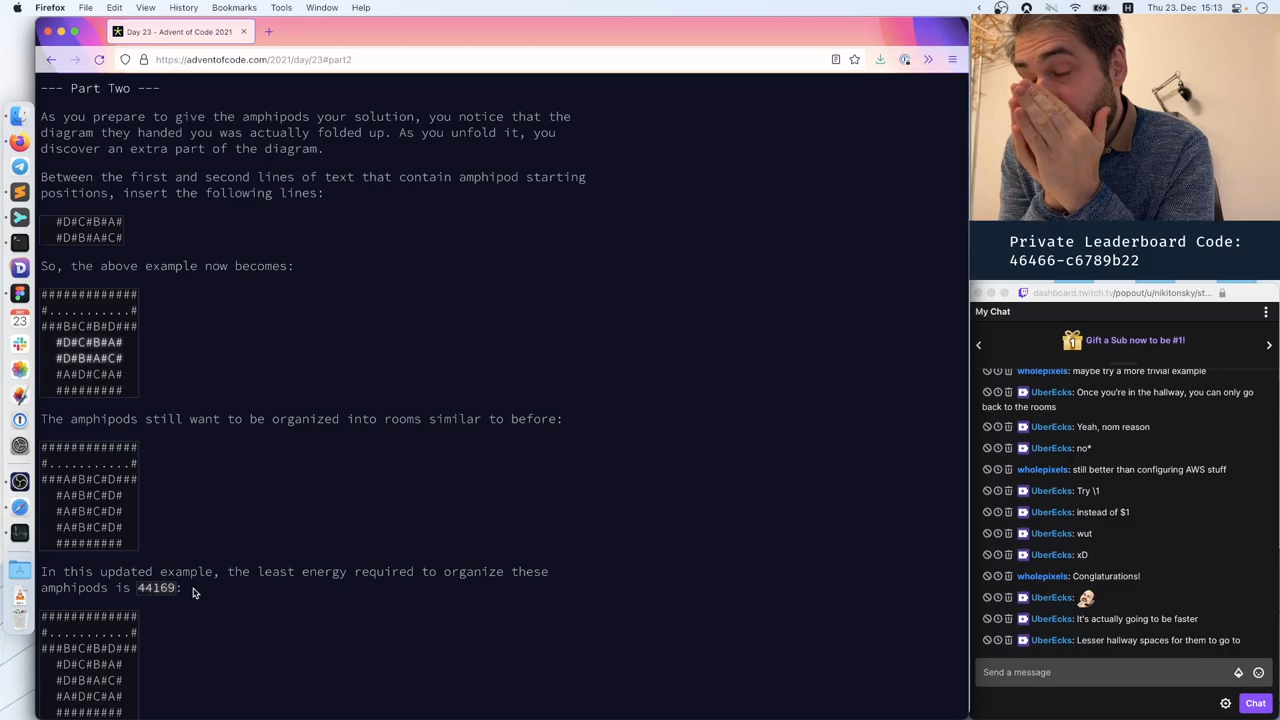 Firefox File Edit View History Bookmarks Tools Window Help
Thu 23. Dec 15:13
Day 23 - Advent of Code 2021
https://adventofcode.com/2021/day/23#part2
--- Part Two ---
As you prepare to give the amphipods your solution, you notice that the
diagram they handed you was actually folded up. As you unfold it, you
discover an extra part of the diagram.
Between the first and second lines of text that contain amphipod starting
positions, insert the following lines:
#D#C#B#A#
#D#B#A#C#
So, the above example now becomes:
#############
#...........#
###B#C#B#D###
#D#C#B#A#
#D#B#A#C#
#A#D#C#A#
#########
The amphipods still want to be organized into rooms similar to before:
#############
#...........#
###A#B#C#D###
#A#B#C#D#
#A#B#C#D#
#A#B#C#D#
#########
In this updated example, the least energy required to organize these
amphipods is 44169:
#############
#...........#
###B#C#B#D###
#D#C#B#A#
#D#B#A#C#
#A#D#C#A#
#########
DEC
23
Private Leaderboard Code:
46466-c6789b22
dashboard.twitch.tv/popout/u/nikitonsky/st...
My Chat
Gift a Sub now to be #1!
wholepixels: maybe try a more trivial example
UberEcks: Once you're in the hallway, you can only go
back to the rooms
UberEcks: Yeah, nom reason
UberEcks: no*
wholepixels: still better than configuring AWS stuff
UberEcks: Try \1
UberEcks: instead of $1
UberEcks: wut
UberEcks: xD
wholepixels: Conglaturations!
UberEcks:
UberEcks: It's actually going to be faster
UberEcks: Lesser hallway spaces for them to go to
Send a message
Chat